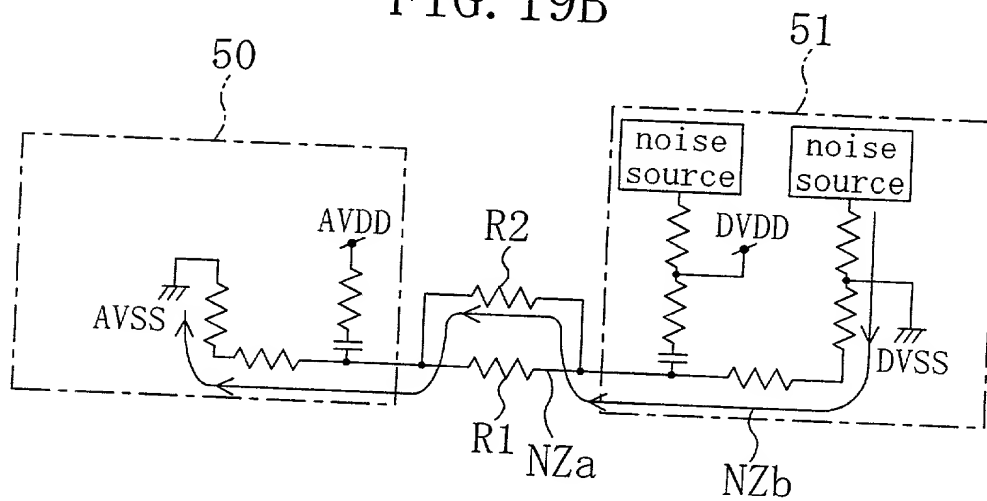 FIG. 19B
50
51
noise
source
noise
source
AVDD
R2
DVDD
AVSS
DVSS
R1
NZa
NZb